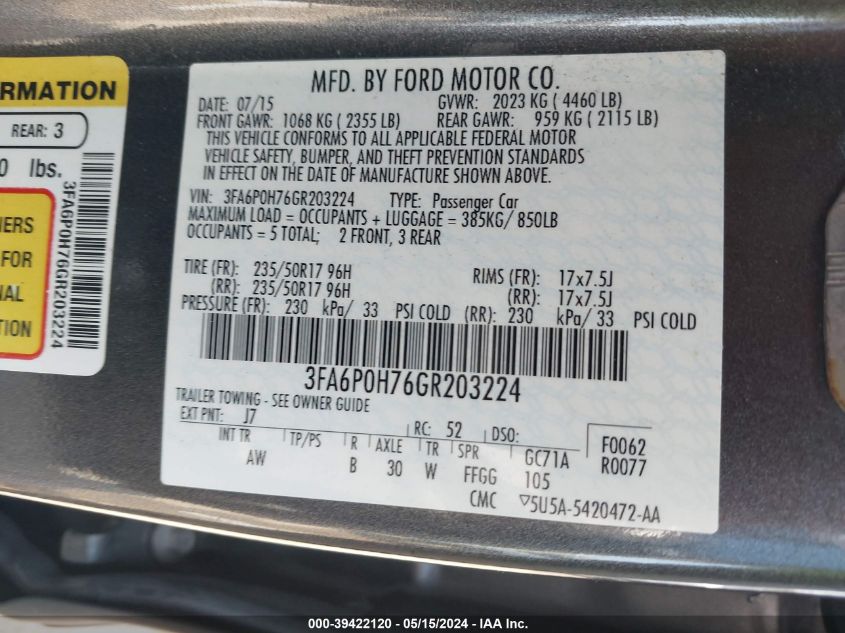 RMATION
REAR: 3
0 lbs.
IERS
FOR
NAL
TION
3FA6P0H76GR203224
MFD. BY FORD MOTOR CO.
DATE: 07/15 GVWR: 2023 KG ( 4460 LB)
FRONT GAWR: 1068 KG ( 2355 LB) REAR GAWR: 959 KG ( 2115 LB)
THIS VEHICLE CONFORMS TO ALL APPLICABLE FEDERAL MOTOR
VEHICLE SAFETY, BUMPER, AND THEFT PREVENTION STANDARDS
IN EFFECT ON THE DATE OF MANUFACTURE SHOWN ABOVE.
VIN: 3FA6P0H76GR203224 TYPE: Passenger Car
MAXIMUM LOAD = OCCUPANTS + LUGGAGE = 385KG/ 850LB
OCCUPANTS = 5 TOTAL; 2 FRONT, 3 REAR
TIRE (FR): 235/50R17 96H RIMS (FR): 17x7.5J
(RR): 235/50R17 96H (RR): 17x7.5J
PRESSURE (FR): 230 kPa/ 33 PSI COLD (RR): 230 kPa/ 33 PSI COLD
3FA6P0H76GR203224
TRAILER TOWING - SEE OWNER GUIDE
EXT PNT: J7 RC: 52 DSO: F0062
INT TR TP/PS R AXLE TR SPR GC71A R0077
AW B 30 W FFGG 105
CMC ▽5U5A-5420472-AA
000-39422120 - 05/15/2024 - IAA Inc.